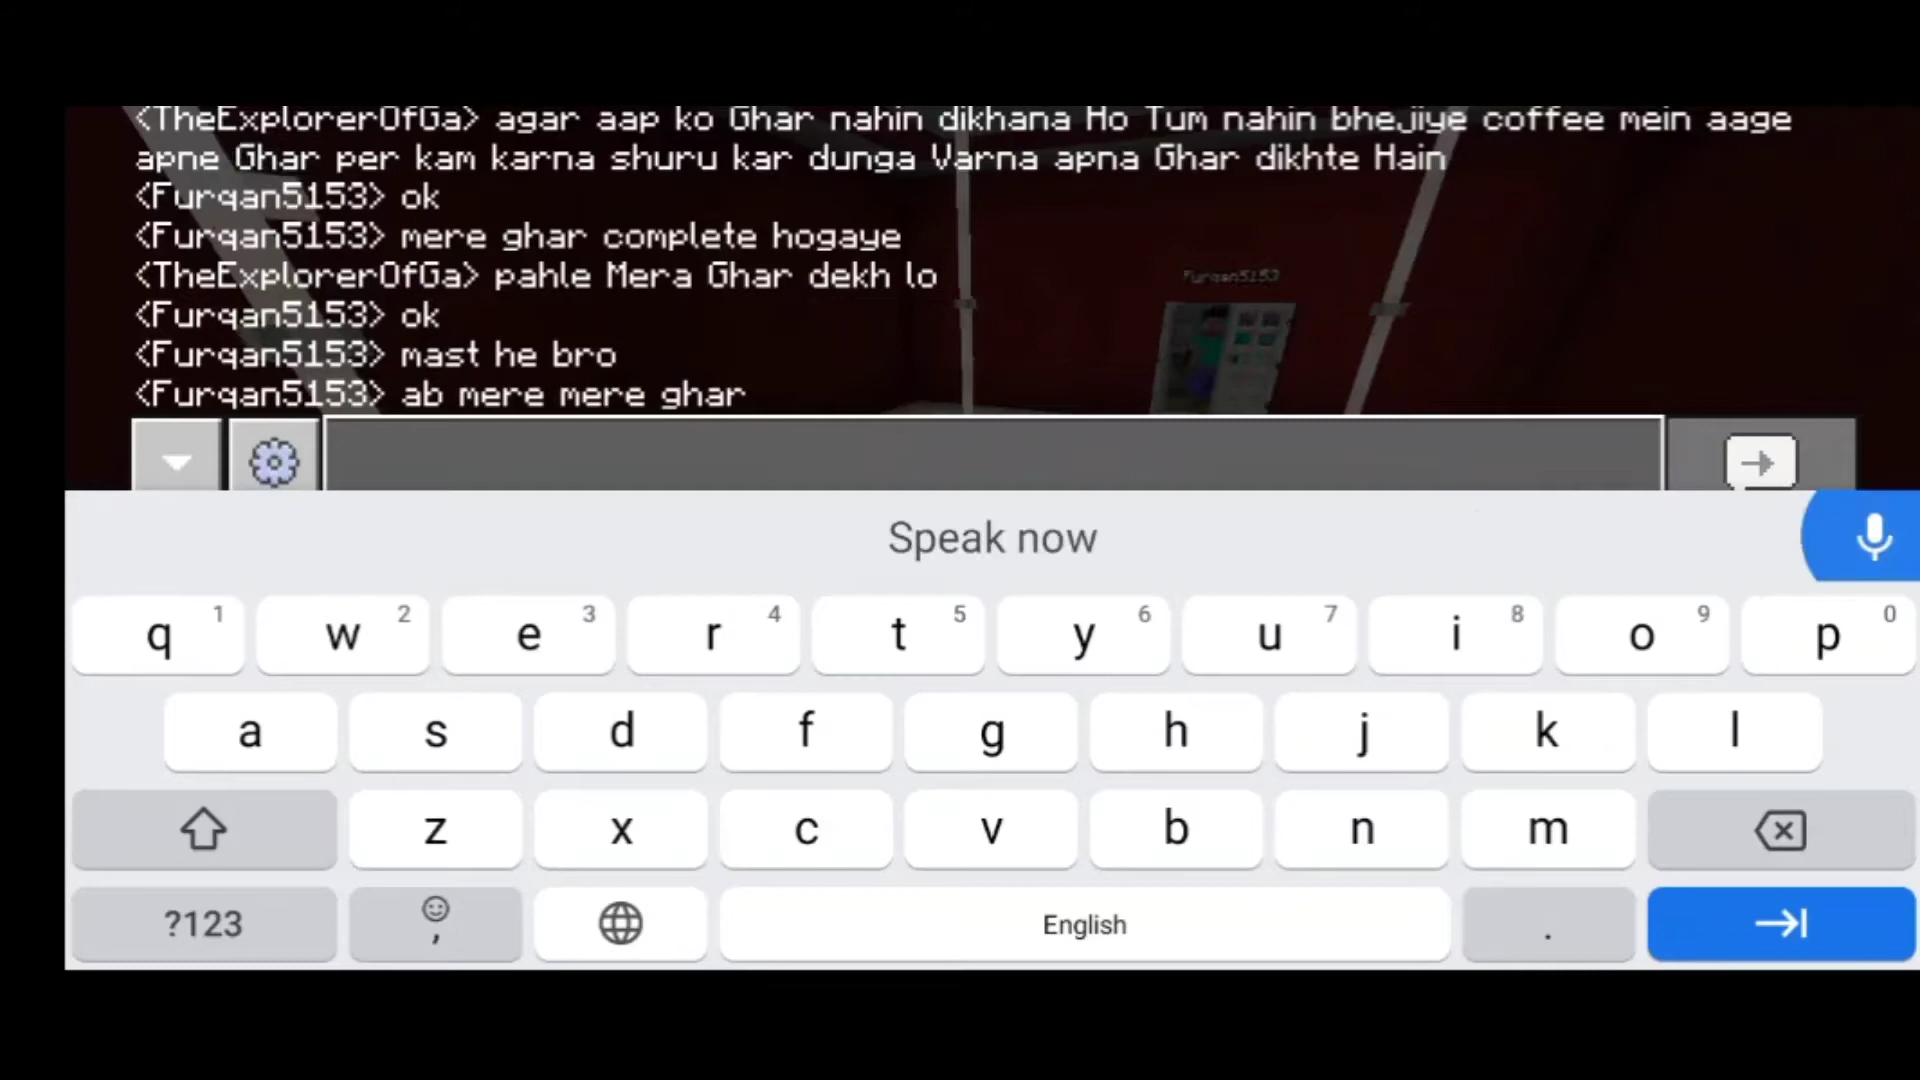 <TheExplorerOfGa> agar aap ko Ghar nahin dikhana Ho Tum nahin bhejiye coffee mein aage
apne Ghar per kam karna shuru kar dunga Varna apna Ghar dikhte Hain
<Furqan5153> ok
<Furqan5153> mere ghar complete hogaye
<TheExplorerOfGa> pahle Mera Ghar dekh lo
Furqan5153
<Furqan5153> ok
<Furqan5153> mast he bro
<Furqan5153> ab mere mere ghar
Speak now
q 1 w 2 e 3 r 4 t 5 y 6 u 7 i 8 o 9 p 0
a s d f g h j k l
z x c v b n m
?123 , English .